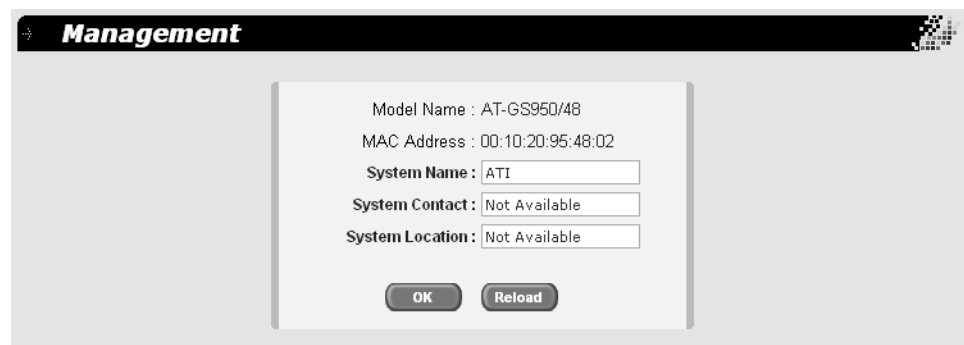 Management
Model Name : AT-GS950/48
MAC Address : 00:10:20:95:48:02
System Name : ATI
System Contact : Not Available
System Location : Not Available
OK Reload